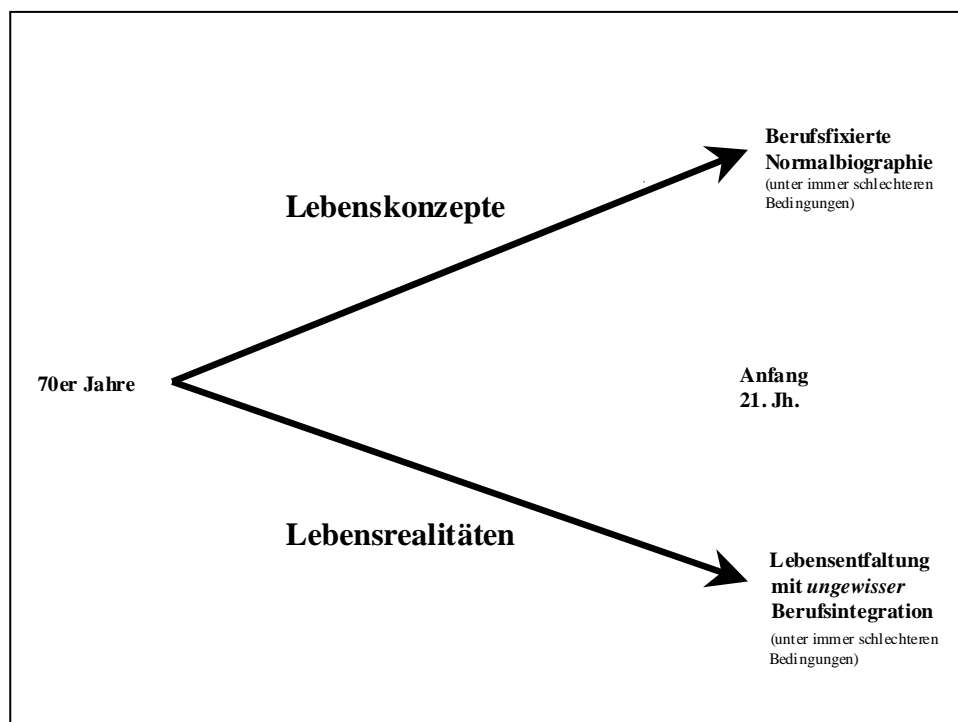 Berufsfixierte
Normalbiographie
(unter immer schlechteren
Bedingungen)
Lebenskonzepte
70er Jahre
Anfang
21. Jh.
Lebensrealitäten
Lebensentfaltung
mit ungewisser
Berufsintegration
(unter immer schlechteren
Bedingungen)